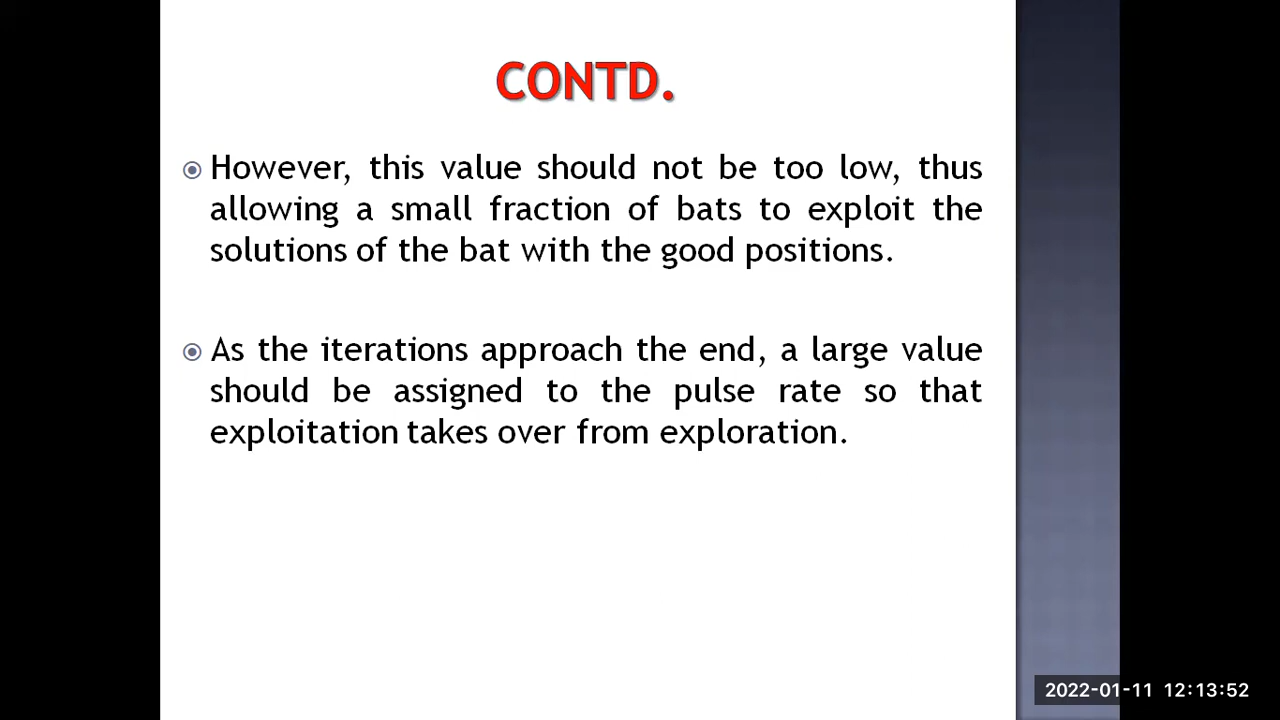 CONTD.
However, this value should not be too low, thus
allowing a small fraction of bats to exploit the
solutions of the bat with the good positions.
As the iterations approach the end, a large value
should be assigned to the pulse rate so that
exploitation takes over from exploration.
2022-01-11 12:13:52